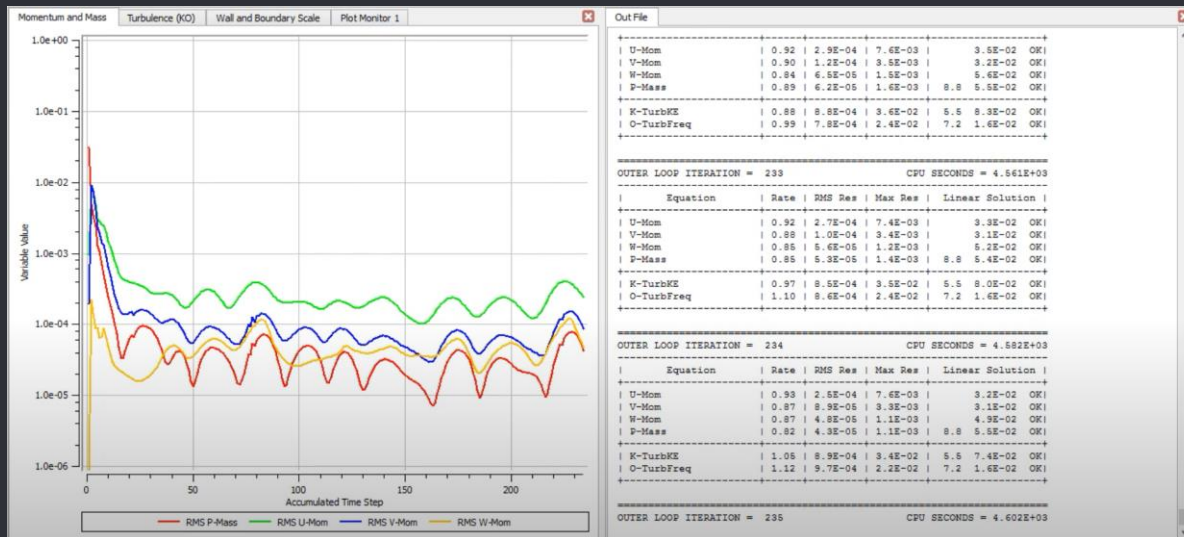 Momentum and Mass
Turbulence (KO)
Wall and Boundary Scale
Plot Monitor 1
1.0e+00
1.0e-01
1.0e-02
1.0e-03
1.0e-04
1.0e-05
1.0e-06
Variable Value
0 50 100 150 200
Accumulated Time Step
RMS P-Mass RMS U-Mom RMS V-Mom RMS W-Mom
Out File
+----------------------+------+---------+---------+------------------+
| U-Mom | 0.92 | 2.9E-04 | 7.6E-03 | 3.5E-02 OK|
| V-Mom | 0.90 | 1.2E-04 | 3.5E-03 | 3.2E-02 OK|
| W-Mom | 0.84 | 6.5E-05 | 1.5E-03 | 5.6E-02 OK|
| P-Mass | 0.89 | 6.2E-05 | 1.6E-03 | 8.8 5.5E-02 OK|
+----------------------+------+---------+---------+------------------+
| K-TurbKE | 0.88 | 8.8E-04 | 3.6E-02 | 5.5 8.3E-02 OK|
| O-TurbFreq | 0.99 | 7.8E-04 | 2.4E-02 | 7.2 1.6E-02 OK|
+----------------------+------+---------+---------+------------------+
======================================================================
OUTER LOOP ITERATION = 233 CPU SECONDS = 4.561E+03
----------------------------------------------------------------------
| Equation | Rate | RMS Res | Max Res | Linear Solution |
+----------------------+------+---------+---------+------------------+
| U-Mom | 0.92 | 2.7E-04 | 7.4E-03 | 3.3E-02 OK|
| V-Mom | 0.88 | 1.0E-04 | 3.4E-03 | 3.1E-02 OK|
| W-Mom | 0.85 | 5.6E-05 | 1.2E-03 | 5.2E-02 OK|
| P-Mass | 0.85 | 5.3E-05 | 1.4E-03 | 8.8 5.4E-02 OK|
+----------------------+------+---------+---------+------------------+
| K-TurbKE | 0.97 | 8.5E-04 | 3.5E-02 | 5.5 8.0E-02 OK|
| O-TurbFreq | 1.10 | 8.6E-04 | 2.4E-02 | 7.2 1.6E-02 OK|
+----------------------+------+---------+---------+------------------+
======================================================================
OUTER LOOP ITERATION = 234 CPU SECONDS = 4.582E+03
----------------------------------------------------------------------
| Equation | Rate | RMS Res | Max Res | Linear Solution |
+----------------------+------+---------+---------+------------------+
| U-Mom | 0.93 | 2.5E-04 | 7.6E-03 | 3.2E-02 OK|
| V-Mom | 0.87 | 8.9E-05 | 3.3E-03 | 3.1E-02 OK|
| W-Mom | 0.87 | 4.8E-05 | 1.1E-03 | 4.9E-02 OK|
| P-Mass | 0.82 | 4.3E-05 | 1.1E-03 | 8.8 5.5E-02 OK|
+----------------------+------+---------+---------+------------------+
| K-TurbKE | 1.05 | 8.9E-04 | 3.4E-02 | 5.5 7.4E-02 OK|
| O-TurbFreq | 1.12 | 9.7E-04 | 2.2E-02 | 7.2 1.6E-02 OK|
+----------------------+------+---------+---------+------------------+
======================================================================
OUTER LOOP ITERATION = 235 CPU SECONDS = 4.602E+03